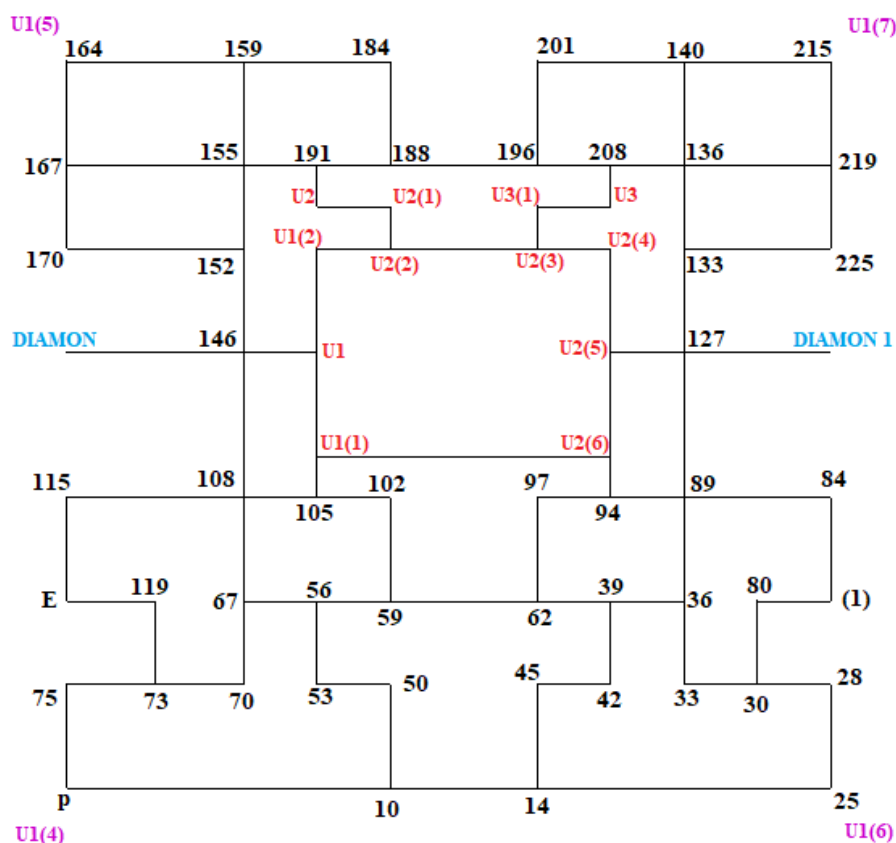 U1(5) U1(7)
164 159 184 201 140 215
167 155 191 188 196 208 136 219
U2 U2(1) U3(1) U3
U1(2) U2(4)
170 152 U2(2) U2(3) 133 225
DIAMON 146 U1 U2(5) 127 DIAMON 1
U1(1) U2(6)
115 108 102 97 89 84
105 94
E 119 67 56 59 62 39 36 80 (1)
75 73 70 53 50 45 42 33 30 28
p 10 14 25
U1(4) U1(6)